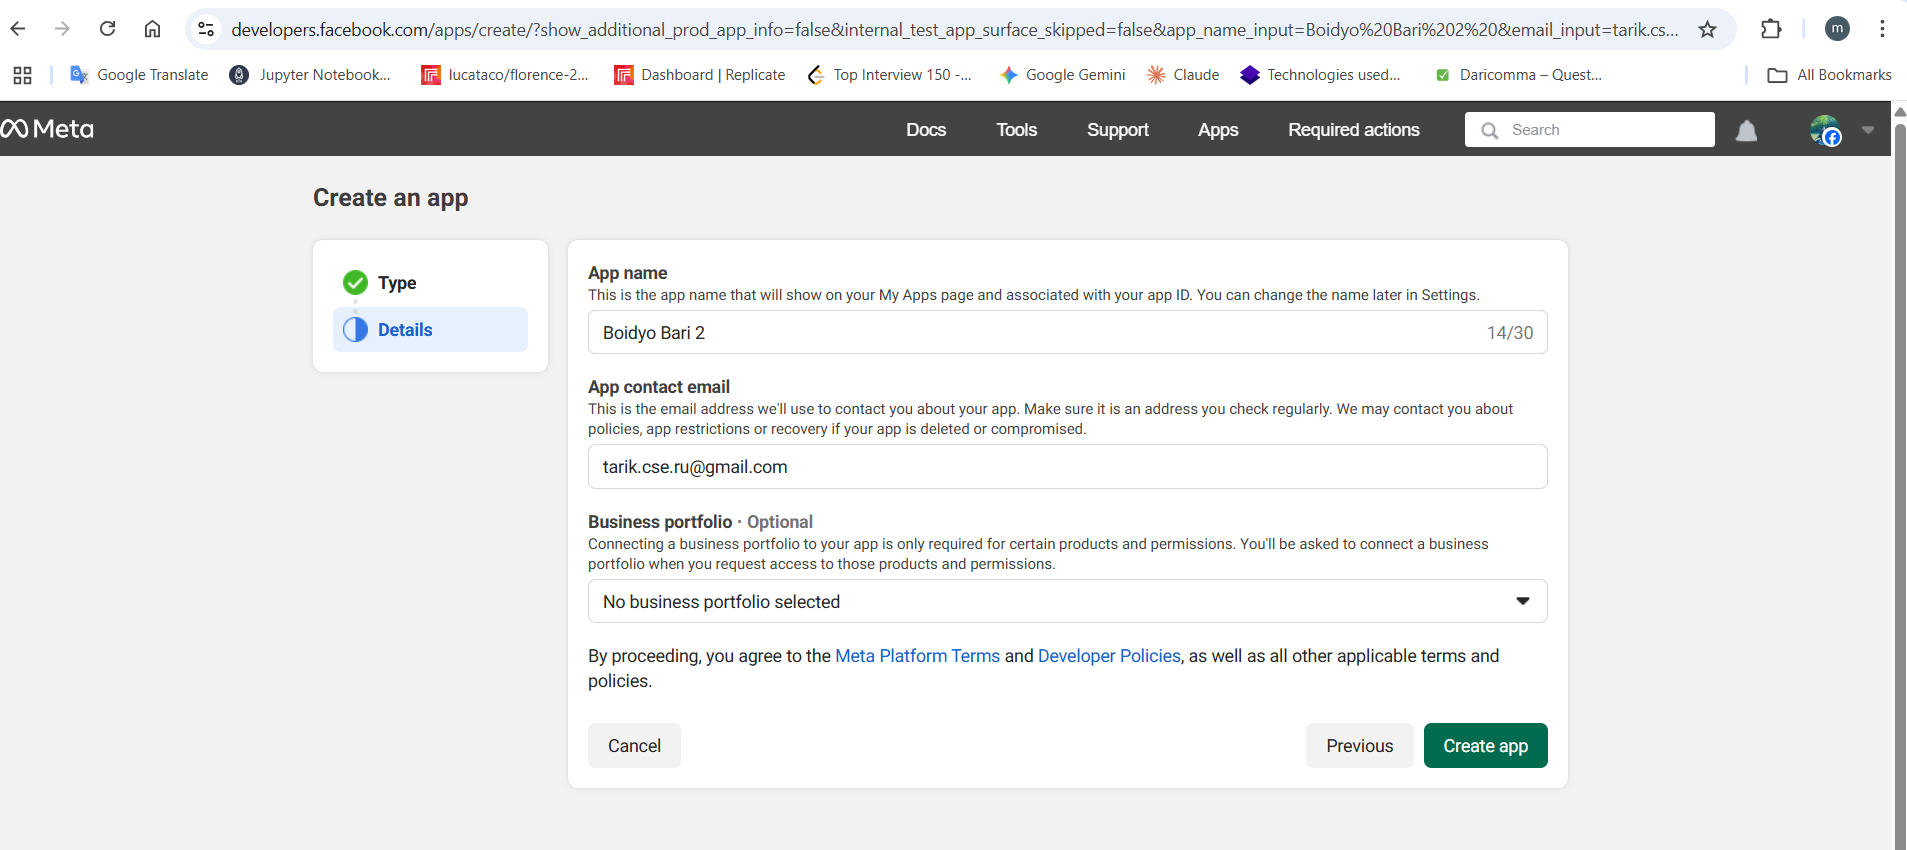 developers.facebook.com/apps/create/?show_additional_prod_app_info=false&internal_test_app_surface_skipped=false&app_name_input=Boidyo%20Bari%202%20&email_input=tarik.cs...
m
Google Translate
Jupyter Notebook...
lucataco/florence-2...
Dashboard | Replicate
Top Interview 150 -...
Google Gemini
Claude
Technologies used...
Daricomma – Quest...
All Bookmarks
Meta
Docs
Tools
Support
Apps
Required actions
Search
Create an app
Type
Details
App name
This is the app name that will show on your My Apps page and associated with your app ID. You can change the name later in Settings.
Boidyo Bari 2
14/30
App contact email
This is the email address we'll use to contact you about your app. Make sure it is an address you check regularly. We may contact you about
policies, app restrictions or recovery if your app is deleted or compromised.
tarik.cse.ru@gmail.com
Business portfolio · Optional
Connecting a business portfolio to your app is only required for certain products and permissions. You'll be asked to connect a business
portfolio when you request access to those products and permissions.
No business portfolio selected
By proceeding, you agree to the Meta Platform Terms and Developer Policies, as well as all other applicable terms and
policies.
Cancel
Previous
Create app